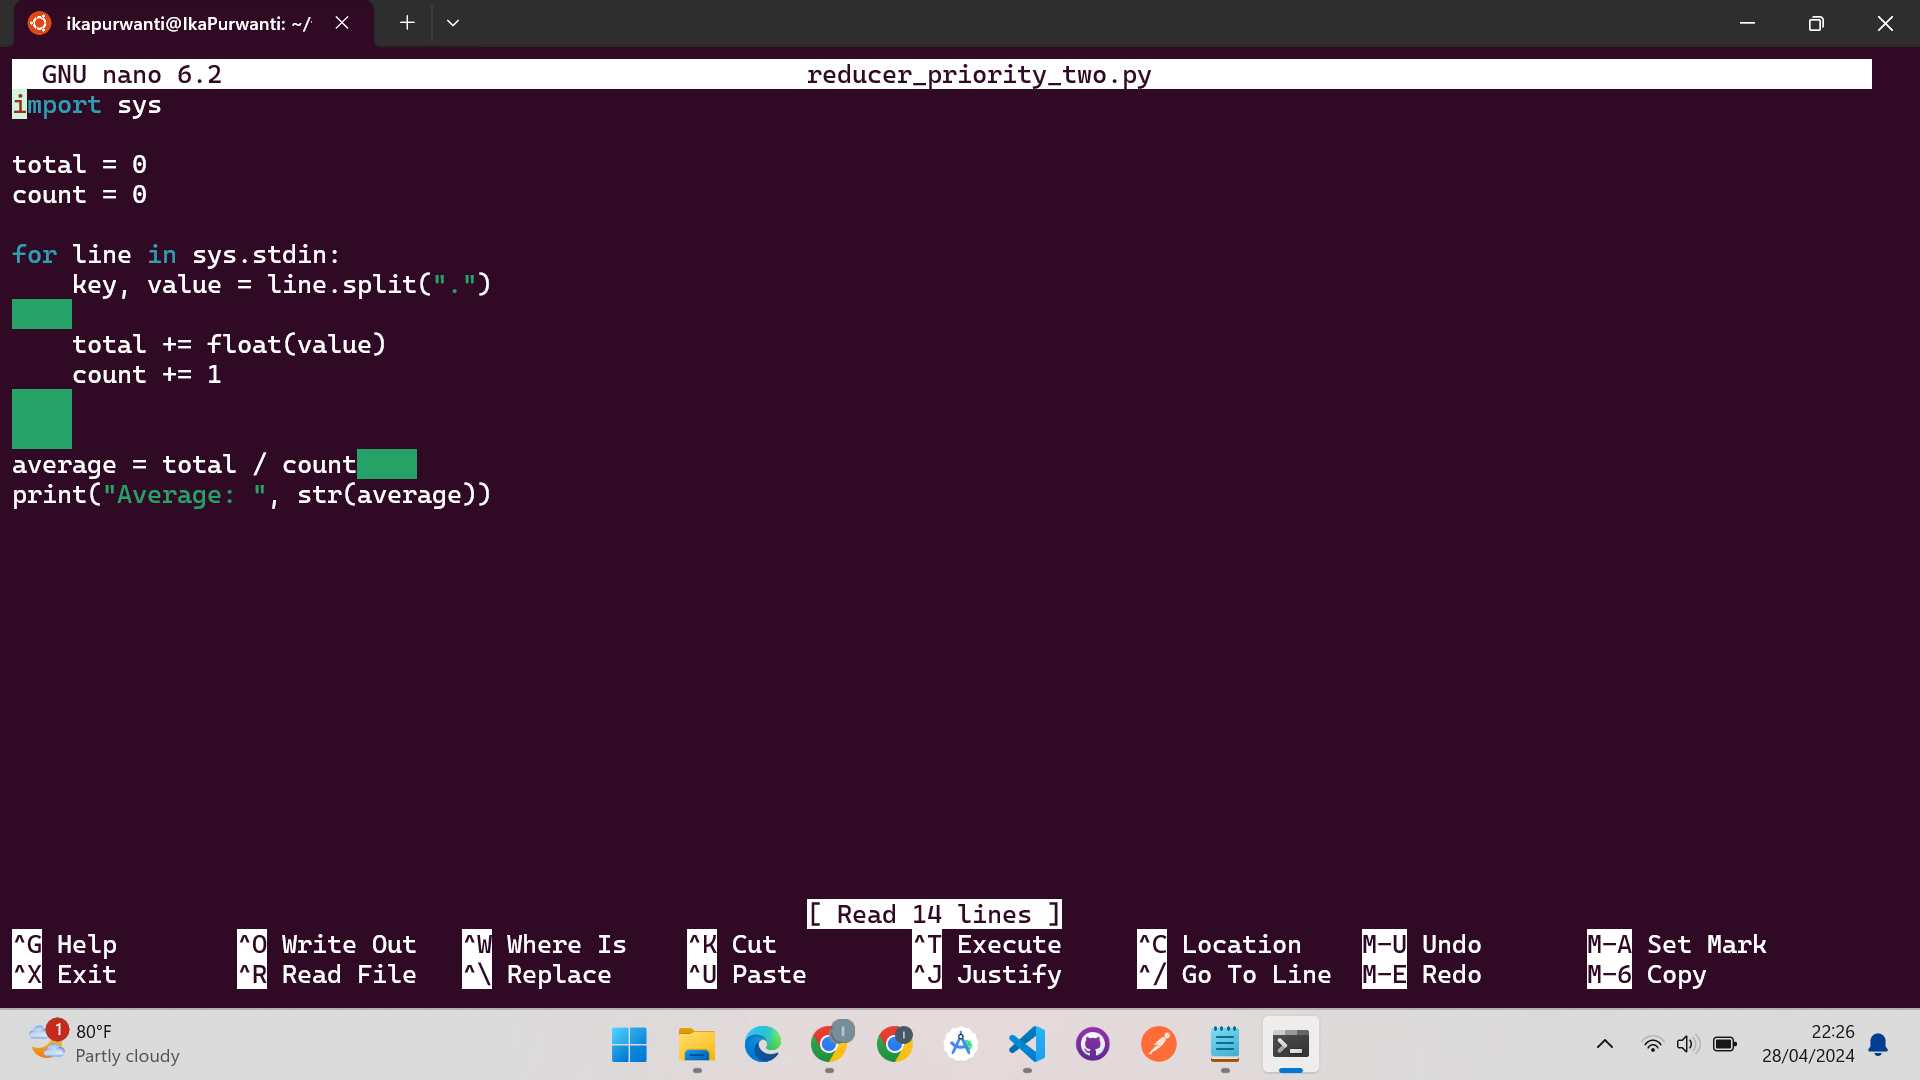 ikapurwanti@IkaPurwanti: ~/
GNU nano 6.2 reducer_priority_two.py
import sys
total = 0
count = 0
for line in sys.stdin:
    key, value = line.split(".")
    total += float(value)
    count += 1
average = total / count
print("Average: ", str(average))
[ Read 14 lines ]
^G Help ^O Write Out ^W Where Is ^K Cut ^T Execute ^C Location M-U Undo M-A Set Mark
^X Exit ^R Read File ^\ Replace ^U Paste ^J Justify ^/ Go To Line M-E Redo M-6 Copy
1 80°F
Partly cloudy
22:26
28/04/2024